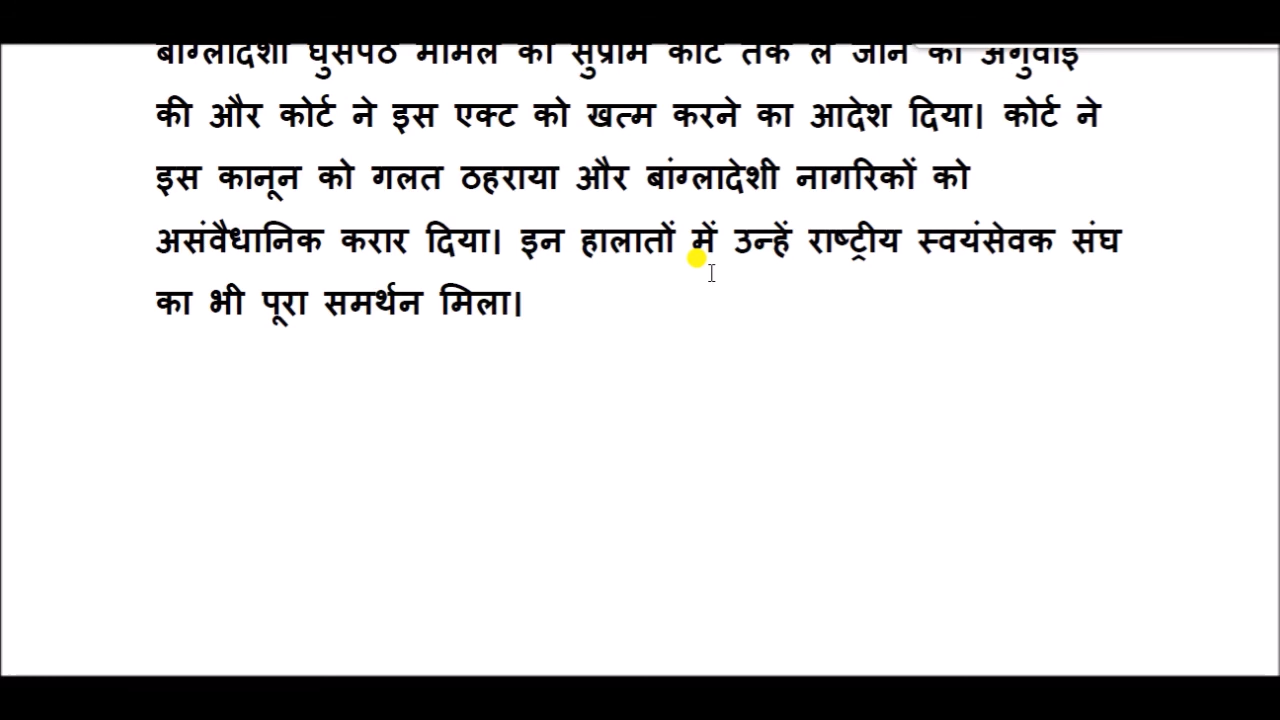 बांग्लादेशी घुसपैठ मामले को सुप्रीम कोर्ट तक ले जाने की अगुवाई
की और कोर्ट ने इस एक्ट को खत्म करने का आदेश दिया। कोर्ट ने
इस कानून को गलत ठहराया और बांग्लादेशी नागरिकों को
असंवैधानिक करार दिया। इन हालातों में उन्हें राष्ट्रीय स्वयंसेवक संघ
का भी पूरा समर्थन मिला।